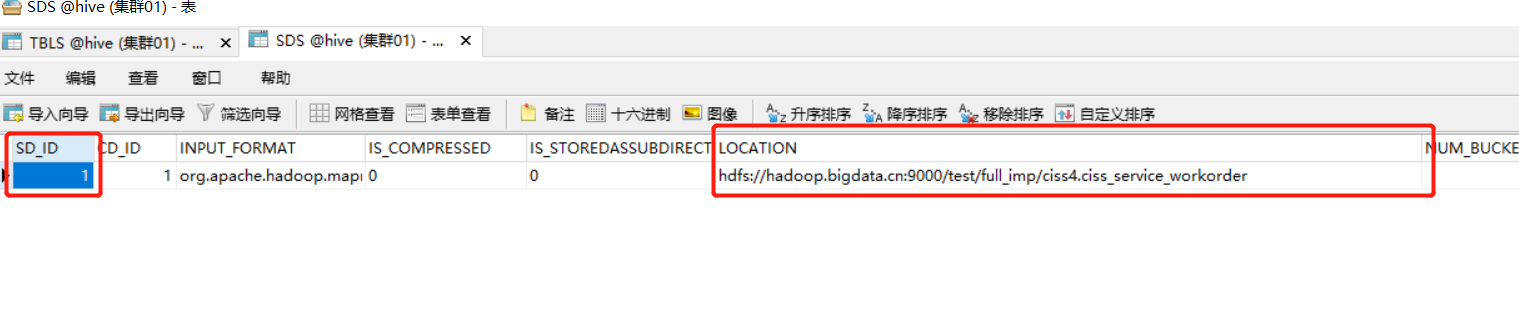 SDS @hive (集群01) - 表
TBLS @hive (集群01) - ... SDS @hive (集群01) - ...
文件 编辑 查看 窗口 帮助
导入向导 导出向导 筛选向导 网格查看 表单查看 备注 十六进制 图像 升序排序 降序排序 移除排序 自定义排序
SD_ID CD_ID INPUT_FORMAT IS_COMPRESSED IS_STOREDASSUBDIRECT LOCATION NUM_BUCKE
1 1 org.apache.hadoop.mapr 0 0 hdfs://hadoop.bigdata.cn:9000/test/full_imp/ciss4.ciss_service_workorder